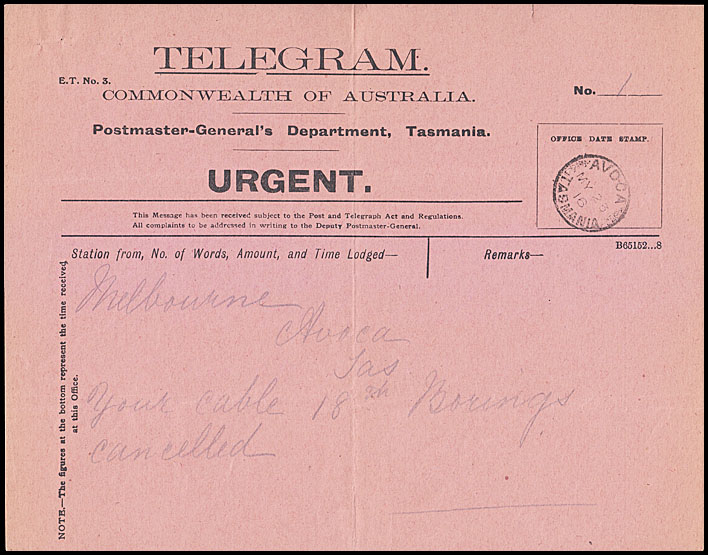 TELEGRAM.
E.T. No. 3.
COMMONWEALTH OF AUSTRALIA.
No. 1
Postmaster-General's Department, Tasmania.
OFFICE DATE STAMP.
AVOCA
MY 23
16
TASMANIA
URGENT.
This Message has been received subject to the Post and Telegraph Act and Regulations.
All complaints to be addressed in writing to the Deputy Postmaster-General.
B65152...8
Station from, No. of Words, Amount, and Time Lodged—
Remarks—
Melbourne
Avoca
Tas
Your cable 18th Borings
cancelled
NOTE.—The figures at the bottom represent the time received
at this Office.